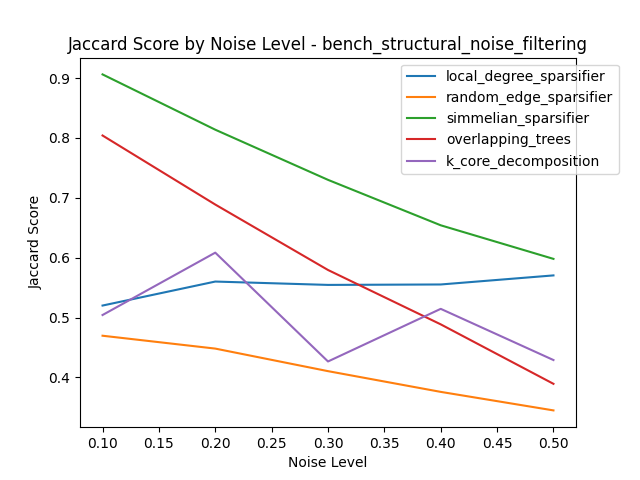 Jaccard Score by Noise Level - bench_structural_noise_filtering
local_degree_sparsifier
random_edge_sparsifier
simmelian_sparsifier
overlapping_trees
k_core_decomposition
Jaccard Score
0.9
0.8
0.7
0.6
0.5
0.4
0.10 0.15 0.20 0.25 0.30 0.35 0.40 0.45 0.50
Noise Level